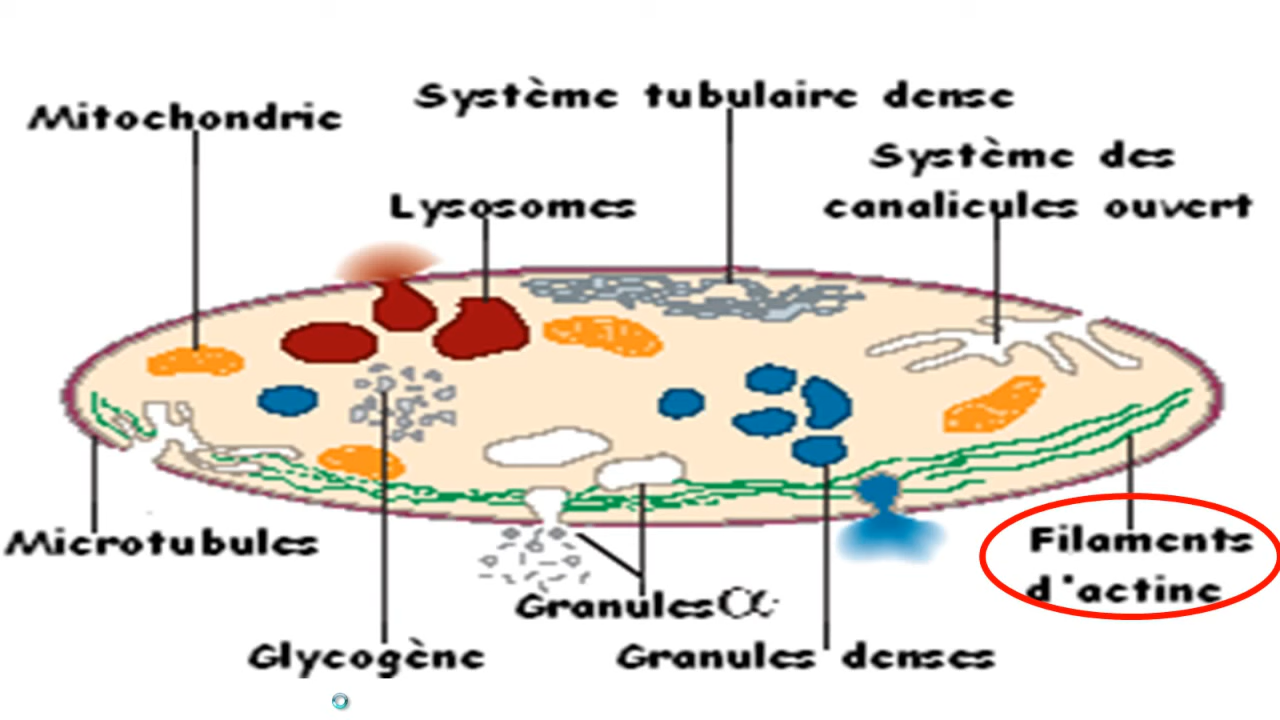 Système tubulaire dense
Mitochondrie
Système des
canalicules ouvert
Lysosomes
Microtubules
Filaments
d'actine
Granules α
Glycogène
Granules denses